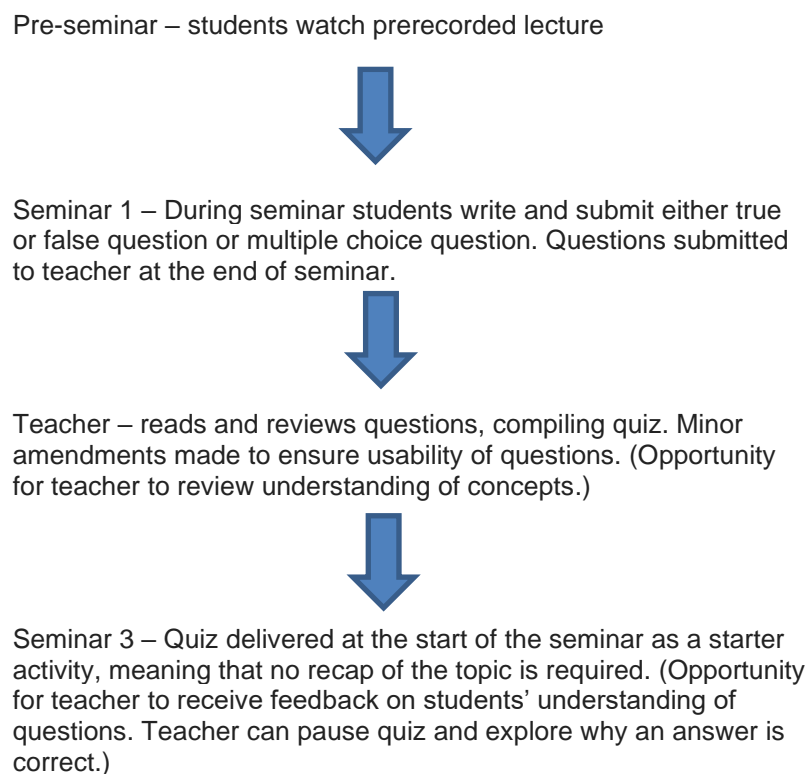 Pre-seminar – students watch prerecorded lecture
Seminar 1 – During seminar students write and submit either true
or false question or multiple choice question. Questions submitted
to teacher at the end of seminar.
Teacher – reads and reviews questions, compiling quiz. Minor
amendments made to ensure usability of questions. (Opportunity
for teacher to review understanding of concepts.)
Seminar 3 – Quiz delivered at the start of the seminar as a starter
activity, meaning that no recap of the topic is required. (Opportunity
for teacher to receive feedback on students’ understanding of
questions. Teacher can pause quiz and explore why an answer is
correct.)